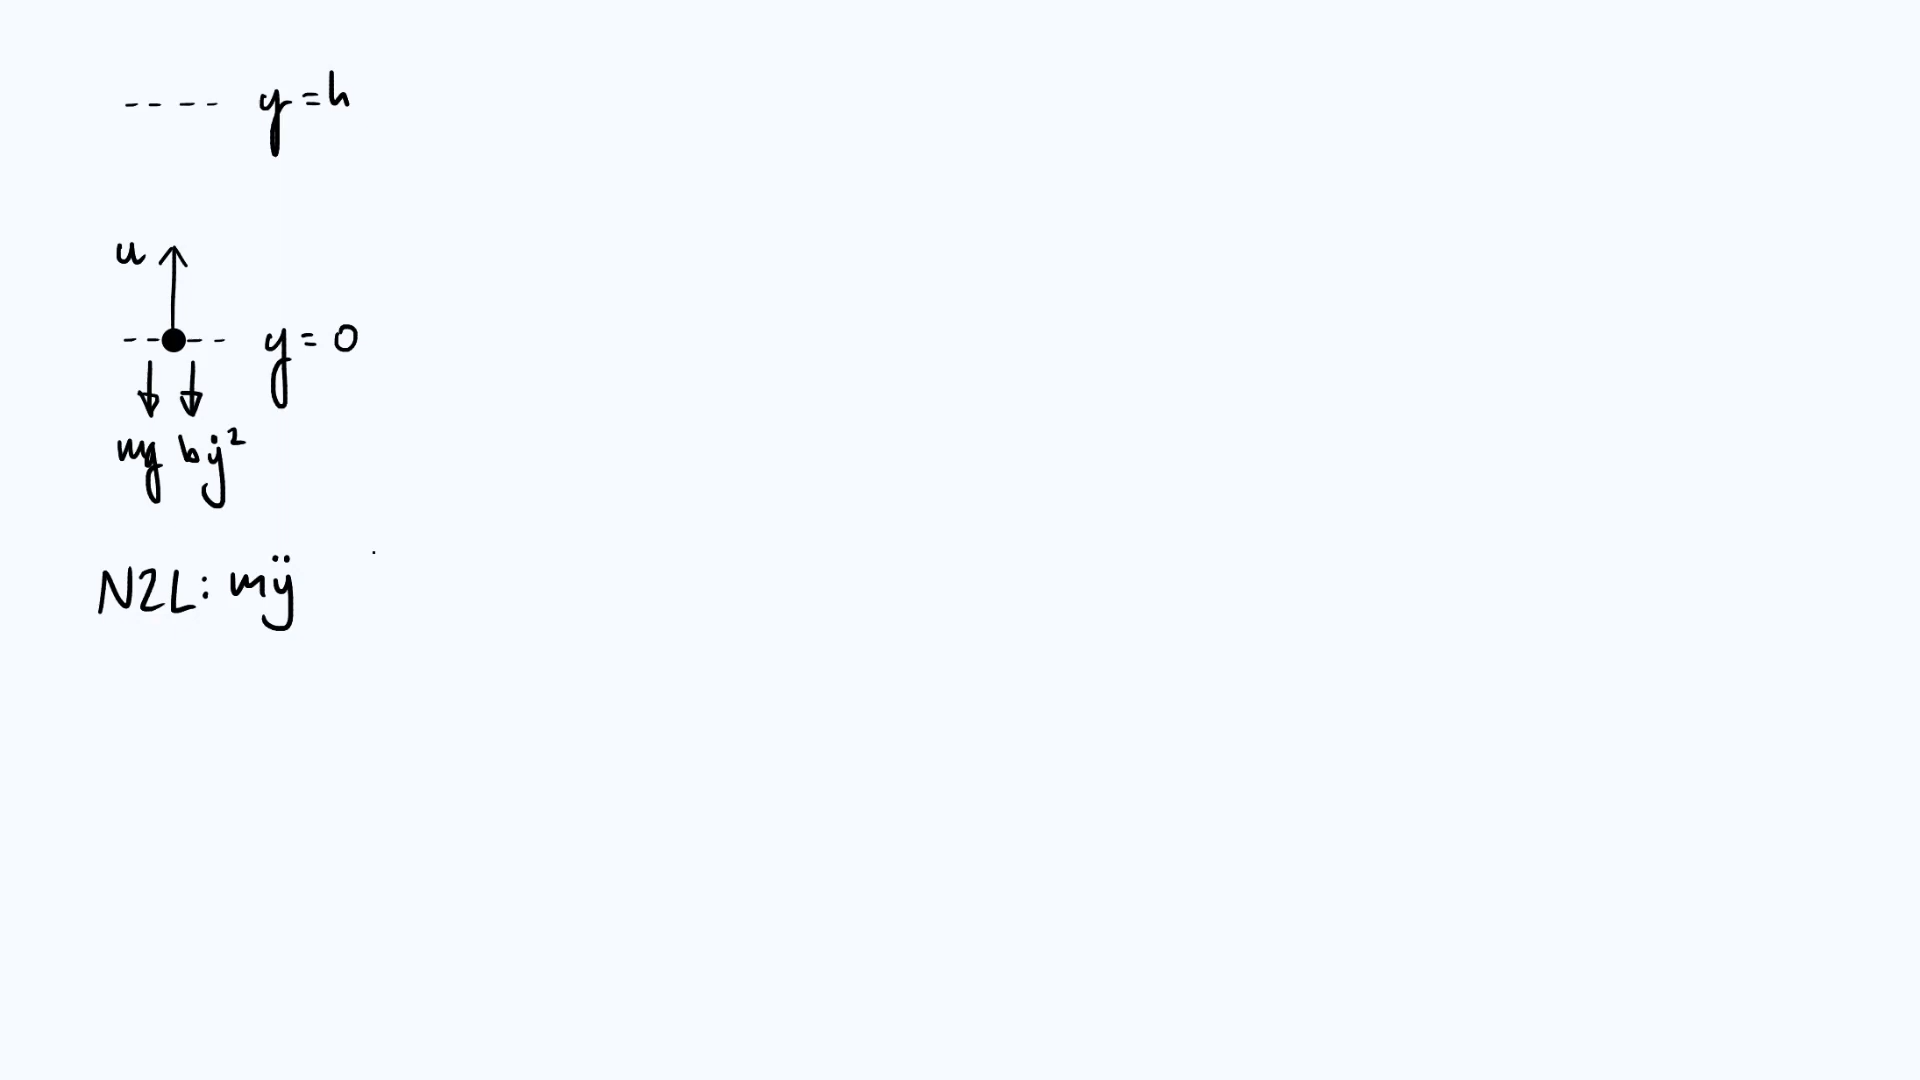 ---- y = h
u
---- y = 0
mg bẏ²
N2L: mÿ